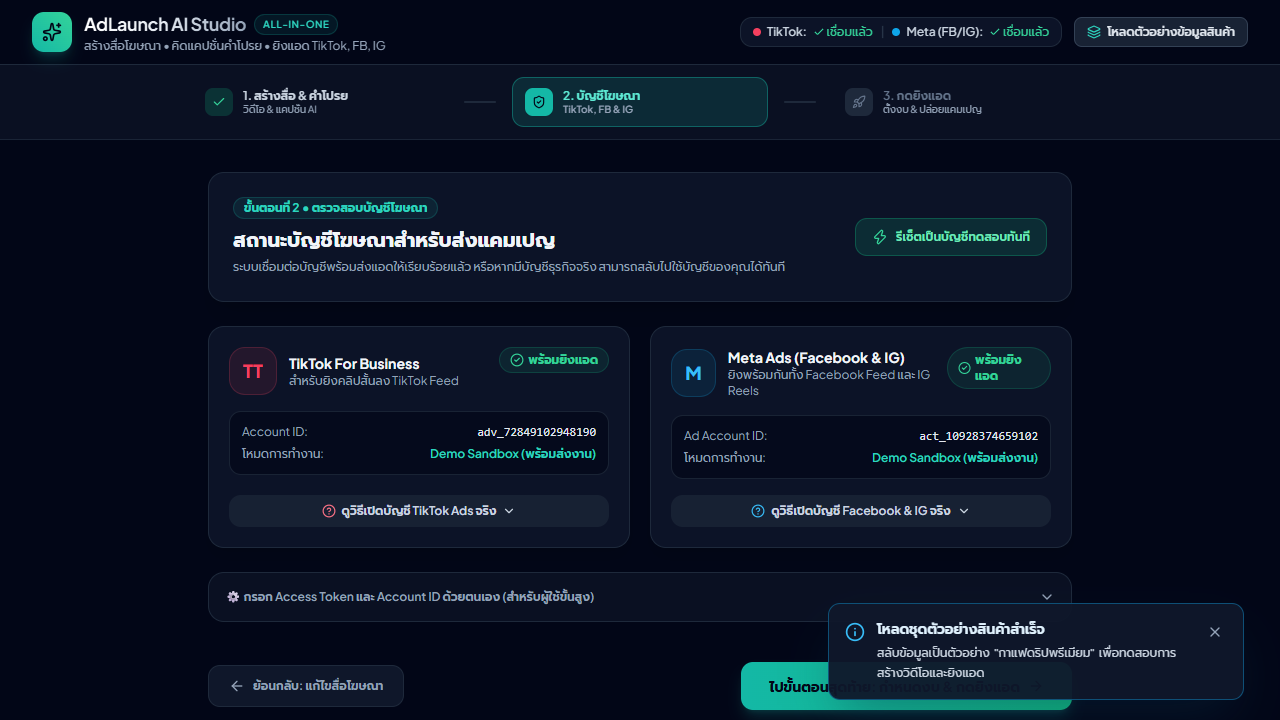 AdLaunch AI Studio ALL-IN-ONE
สร้างสื่อโฆษณา • คิดแคปชั่นคำโปรย • ยิงแอด TikTok, FB, IG
TikTok: เชื่อมแล้ว
Meta (FB/IG): เชื่อมแล้ว
โหลดตัวอย่างข้อมูลสินค้า
1. สร้างสื่อ & คำโปรย
วิดีโอ & แคปชั่น AI
2. บัญชีโฆษณา
TikTok, FB & IG
3. กดยิงแอด
ตั้งงบ & ปล่อยแคมเปญ
ขั้นตอนที่ 2 • ตรวจสอบบัญชีโฆษณา
สถานะบัญชีโฆษณาสำหรับส่งแคมเปญ
ระบบเชื่อมต่อบัญชีพร้อมส่งแอดให้เรียบร้อยแล้ว หรือหากมีบัญชีธุรกิจจริง สามารถสลับไปใช้บัญชีของคุณได้ทันที
รีเซ็ตเป็นบัญชีทดสอบทันที
TT
TikTok For Business
สำหรับยิงคลิปสั้นลง TikTok Feed
พร้อมยิงแอด
Account ID: adv_72849102948190
โหมดการทำงาน: Demo Sandbox (พร้อมส่งงาน)
ดูวิธีเปิดบัญชี TikTok Ads จริง
M
Meta Ads (Facebook & IG)
ยิงพร้อมกันทั้ง Facebook Feed และ IG
Reels
พร้อมยิง
แอด
Ad Account ID: act_10928374659102
โหมดการทำงาน: Demo Sandbox (พร้อมส่งงาน)
ดูวิธีเปิดบัญชี Facebook & IG จริง
กรอก Access Token และ Account ID ด้วยตนเอง (สำหรับผู้ใช้ขั้นสูง)
ย้อนกลับ: แก้ไขสื่อโฆษณา
ไปขั้นตอน
โหลดชุดตัวอย่างสินค้าสำเร็จ
สลับข้อมูลเป็นตัวอย่าง "กาแฟดริปพรีเมียม" เพื่อทดสอบการ
สร้างวิดีโอและยิงแอด